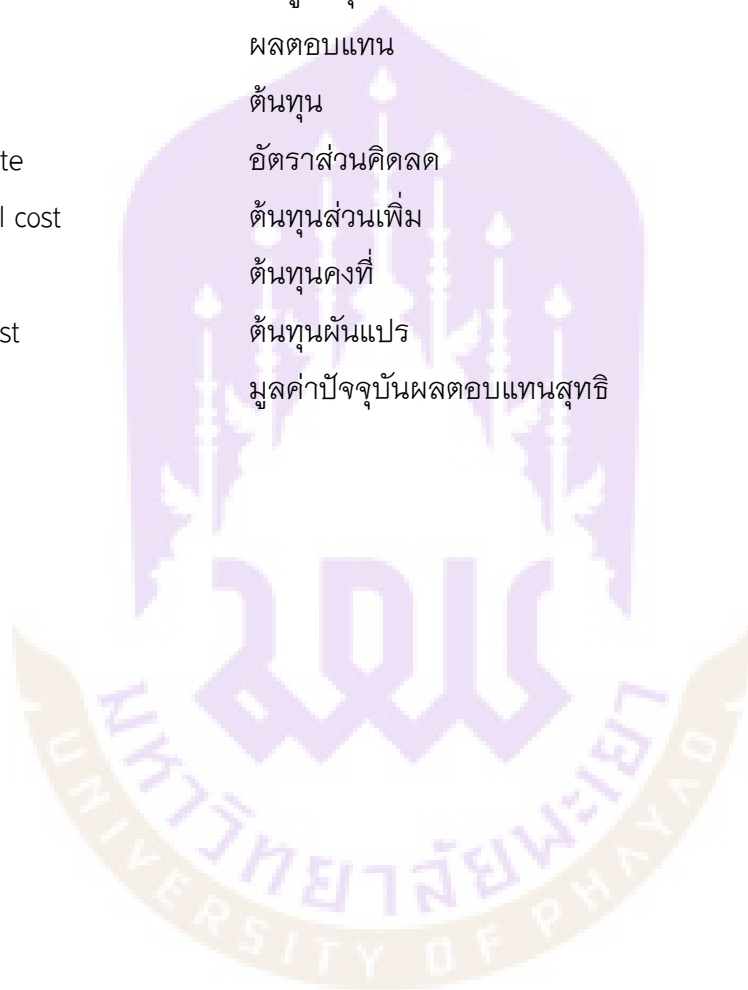 ผลตอบแทน
ต้นทุน
te อัตราส่วนคิดลด
l cost ต้นทุนส่วนเพิ่ม
ต้นทุนคงที่
st ต้นทุนผันแปร
มูลค่าปัจจุบันผลตอบแทนสุทธิ
มหาวิทยาลัยพะเยา
UNIVERSITY OF PHAYAO